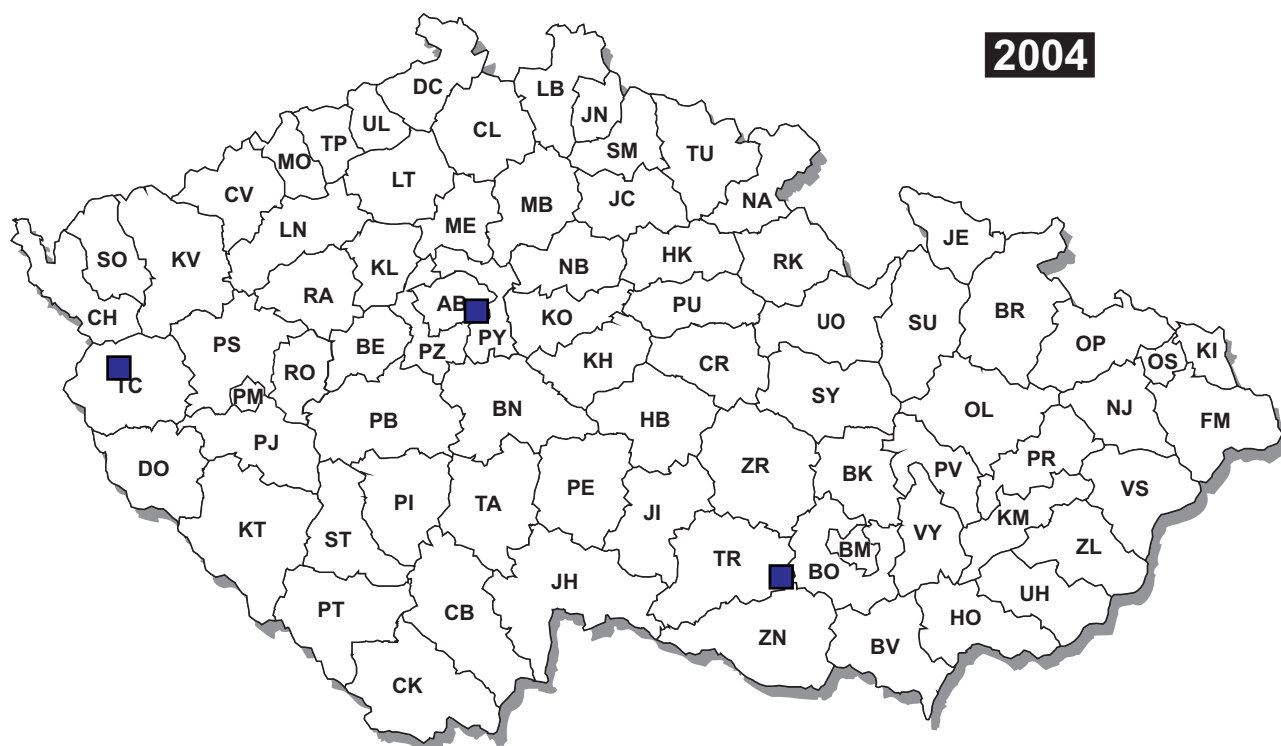 2004
DC
LB
JN
UL
CL
TP
MO
SM
TU
LT
CV
NA
MB
JC
LN
ME
JE
SO
KV
KL
NB
HK
RK
RA
AB
BR
CH
KO
PU
UO
SU
PS
BE
PZ
PY
OP
KI
OS
RO
KH
CR
TC
PM
SY
NJ
BN
OL
FM
PB
HB
PJ
DO
ZR
BK
PV
PR
PE
VS
PI
TA
JI
KT
KM
ST
VY
BM
ZL
TR
BO
JH
UH
PT
CB
HO
ZN
BV
CK